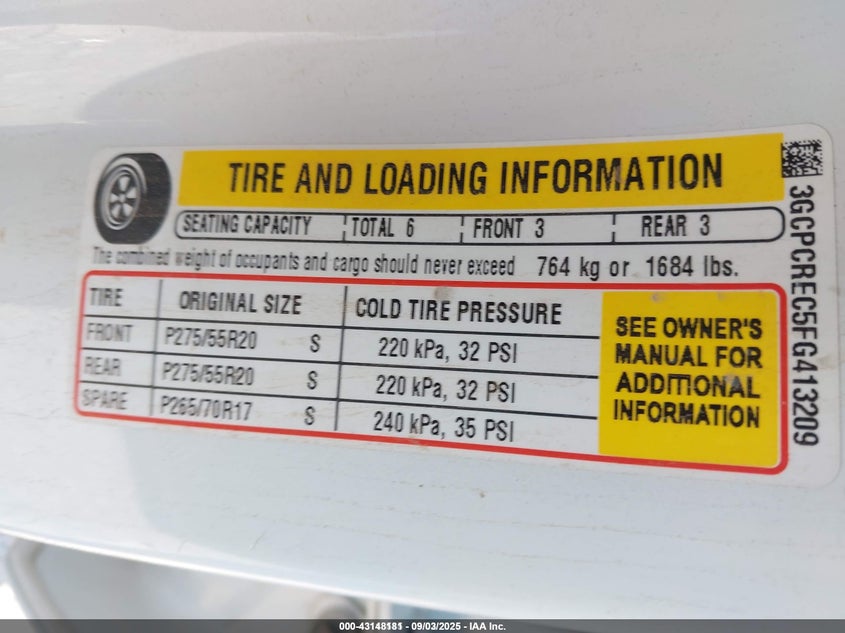 TIRE AND LOADING INFORMATION
SEATING CAPACITY TOTAL 6 FRONT 3 REAR 3
The combined weight of occupants and cargo should never exceed 764 kg or 1684 lbs.
TIRE ORIGINAL SIZE COLD TIRE PRESSURE
FRONT P275/55R20 S 220 kPa, 32 PSI
REAR P275/55R20 S 220 kPa, 32 PSI
SPARE P265/70R17 S 240 kPa, 35 PSI
SEE OWNER'S
MANUAL FOR
ADDITIONAL
INFORMATION
3GCPCREC5FG413209
000-43148181 - 09/03/2025 - IAA Inc.